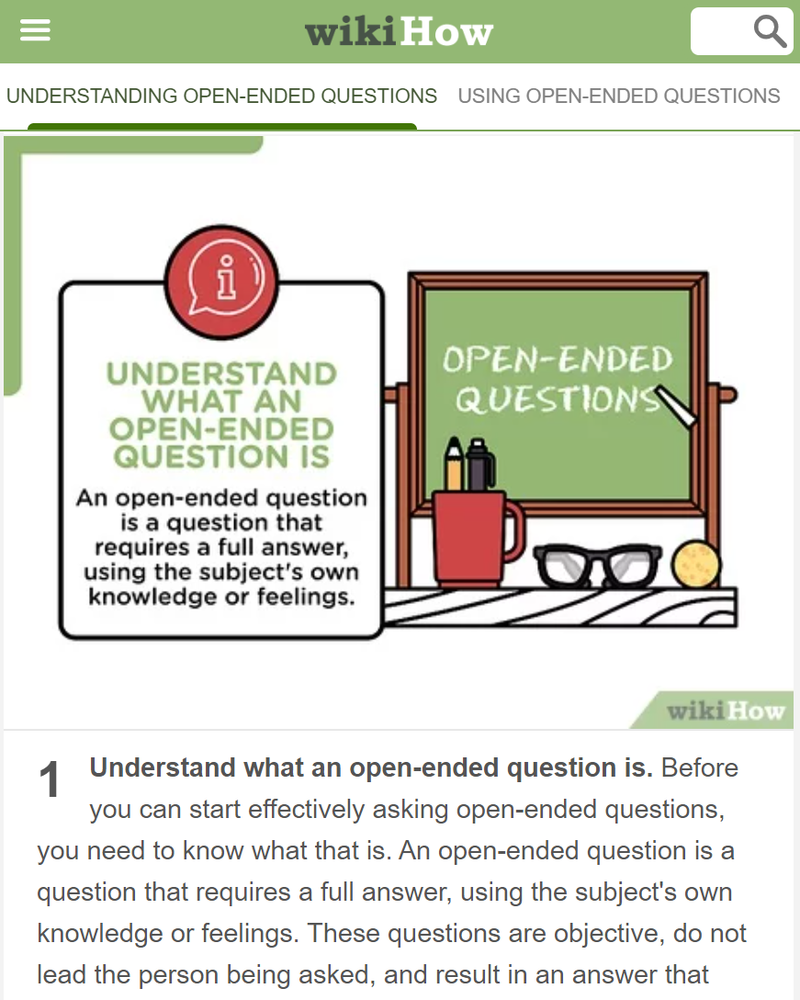 wikiHow
UNDERSTANDING OPEN-ENDED QUESTIONS
USING OPEN-ENDED QUESTIONS
i
UNDERSTAND
WHAT AN
OPEN-ENDED
QUESTION IS
An open-ended question
is a question that
requires a full answer,
using the subject's own
knowledge or feelings.
OPEN-ENDED
QUESTIONS
wikiHow
1 Understand what an open-ended question is. Before
you can start effectively asking open-ended questions,
you need to know what that is. An open-ended question is a
question that requires a full answer, using the subject's own
knowledge or feelings. These questions are objective, do not
lead the person being asked, and result in an answer that